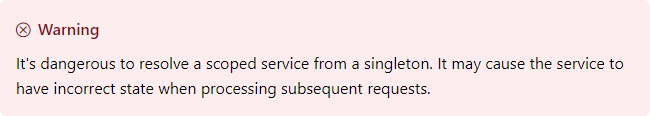 Warning
It's dangerous to resolve a scoped service from a singleton. It may cause the service to
have incorrect state when processing subsequent requests.